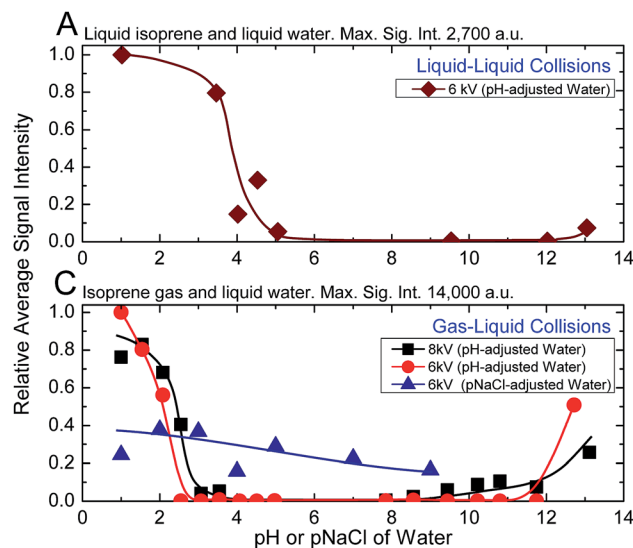 A
Liquid isoprene and liquid water. Max. Sig. Int. 2,700 a.u.
Liquid-Liquid Collisions
6 kV (pH-adjusted Water)
1.0
0.8
0.6
0.4
0.2
0.0
0 2 4 6 8 10 12 14
Relative Average Signal Intensity
C
Isoprene gas and liquid water. Max. Sig. Int. 14,000 a.u.
Gas-Liquid Collisions
8kV (pH-adjusted Water)
6kV (pH-adjusted Water)
6kV (pNaCl-adjusted Water)
1.0
0.8
0.6
0.4
0.2
0.0
0 2 4 6 8 10 12 14
pH or pNaCl of Water